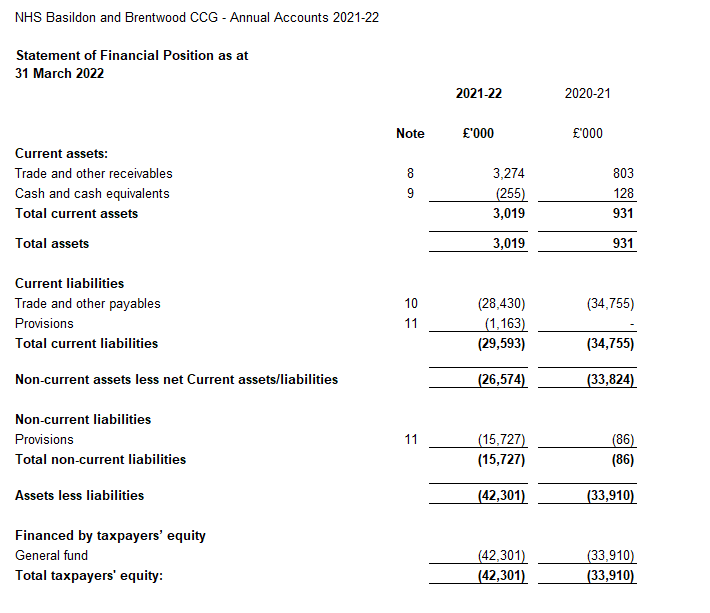 NHS Basildon and Brentwood CCG - Annual Accounts 2021-22
Statement of Financial Position as at
31 March 2022
2021-22 2020-21
Note £'000 £'000
Current assets:
Trade and other receivables 8 3,274 803
Cash and cash equivalents 9 (255) 128
Total current assets 3,019 931
Total assets 3,019 931
Current liabilities
Trade and other payables 10 (28,430) (34,755)
Provisions 11 (1,163) -
Total current liabilities (29,593) (34,755)
Non-current assets less net Current assets/liabilities (26,574) (33,824)
Non-current liabilities
Provisions 11 (15,727) (86)
Total non-current liabilities (15,727) (86)
Assets less liabilities (42,301) (33,910)
Financed by taxpayers’ equity
General fund (42,301) (33,910)
Total taxpayers' equity: (42,301) (33,910)